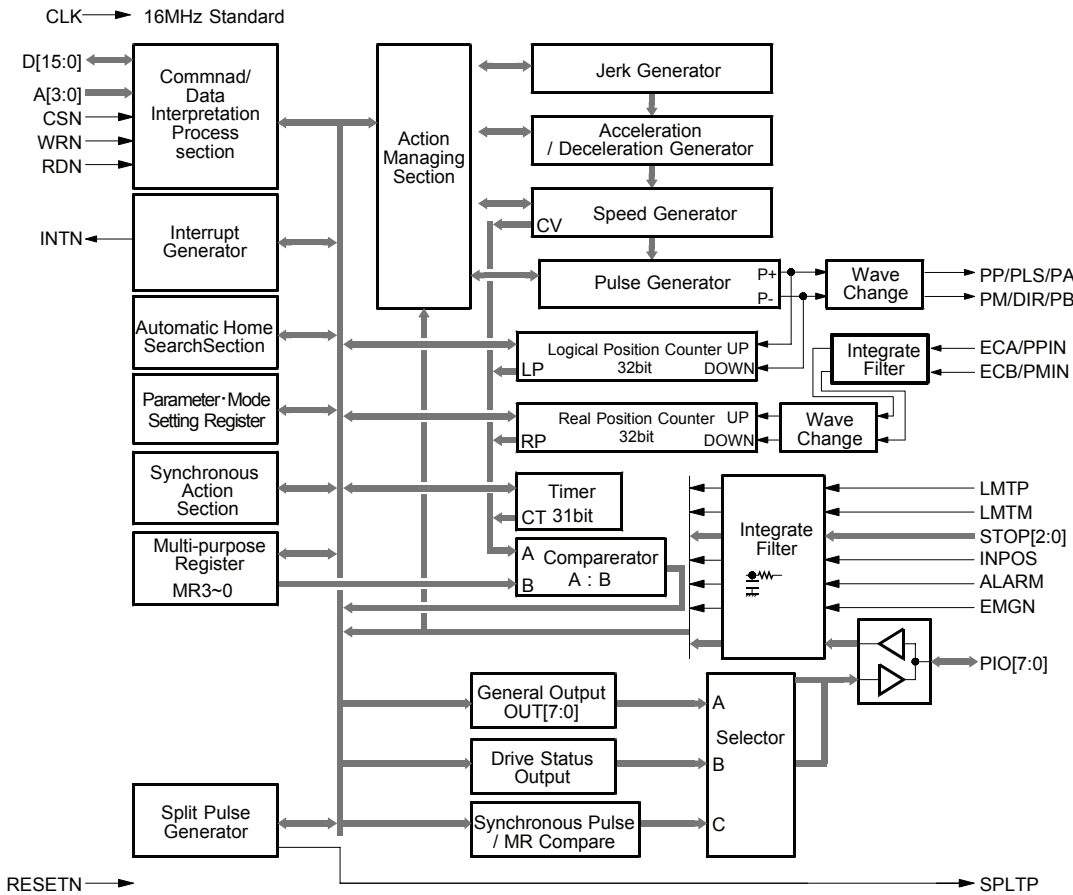 CLK 16MHz Standard
D[15:0]
A[3:0]
CSN
WRN
RDN
Commnad/
Data
Interpretation
Process
section
Action
Managing
Section
Jerk Generator
Acceleration
/ Deceleration Generator
Speed Generator
CV
Pulse Generator
P+
P-
Wave
Change
PP/PLS/PA
PM/DIR/PB
INTN
Interrupt
Generator
Automatic Home
SearchSection
Logical Position Counter UP
32bit DOWN
LP
Integrate
Filter
ECA/PPIN
ECB/PMIN
Parameter･Mode
Setting Register
Real Position Counter UP
32bit DOWN
RP
Wave
Change
Synchronous
Action
Section
Timer
CT 31bit
Multi-purpose
Register
MR3~0
A
B
Comparerator
A : B
Integrate
Filter
LMTP
LMTM
STOP[2:0]
INPOS
ALARM
EMGN
PIO[7:0]
General Output
OUT[7:0]
Drive Status
Output
Synchronous Pulse
/ MR Compare
A
Selector
B
C
Split Pulse
Generator
RESETN
SPLTP